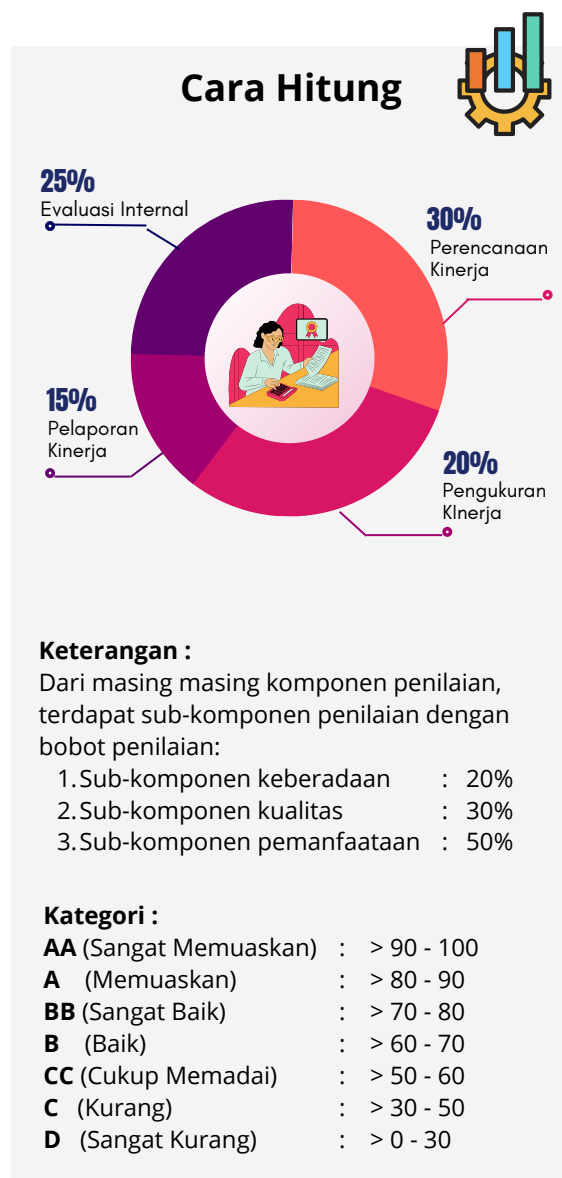 Cara Hitung
25%
Evaluasi Internal
30%
Perencanaan
Kinerja
15%
Pelaporan
Kinerja
20%
Pengukuran
KInerja
Keterangan :
Dari masing masing komponen penilaian,
terdapat sub-komponen penilaian dengan
bobot penilaian:
1. Sub-komponen keberadaan : 20%
2. Sub-komponen kualitas : 30%
3. Sub-komponen pemanfaataan : 50%
Kategori :
AA (Sangat Memuaskan) : > 90 - 100
A (Memuaskan) : > 80 - 90
BB (Sangat Baik) : > 70 - 80
B (Baik) : > 60 - 70
CC (Cukup Memadai) : > 50 - 60
C (Kurang) : > 30 - 50
D (Sangat Kurang) : > 0 - 30